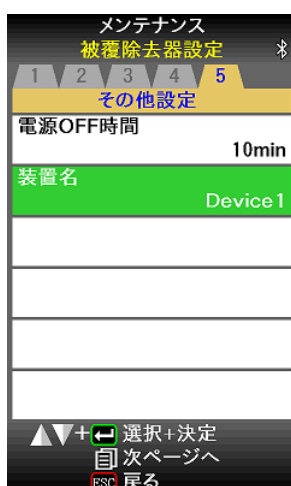 メンテナンス
被覆除去器設定
1 2 3 4 5
その他設定
電源OFF時間
10min
装置名
Device1
▲▼+ 選択+決定
次ページへ
ESC 戻る